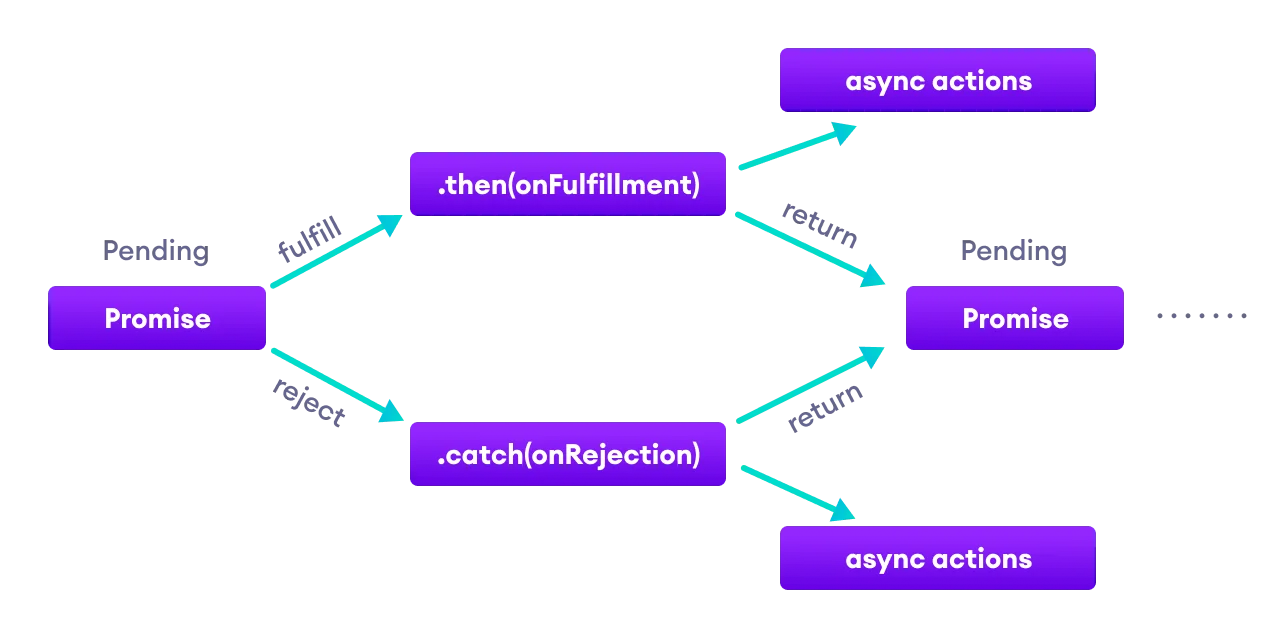 async actions
.then(onFulfillment)
fulfill
return
Pending
Pending
Promise
Promise
.......
reject
return
.catch(onRejection)
async actions